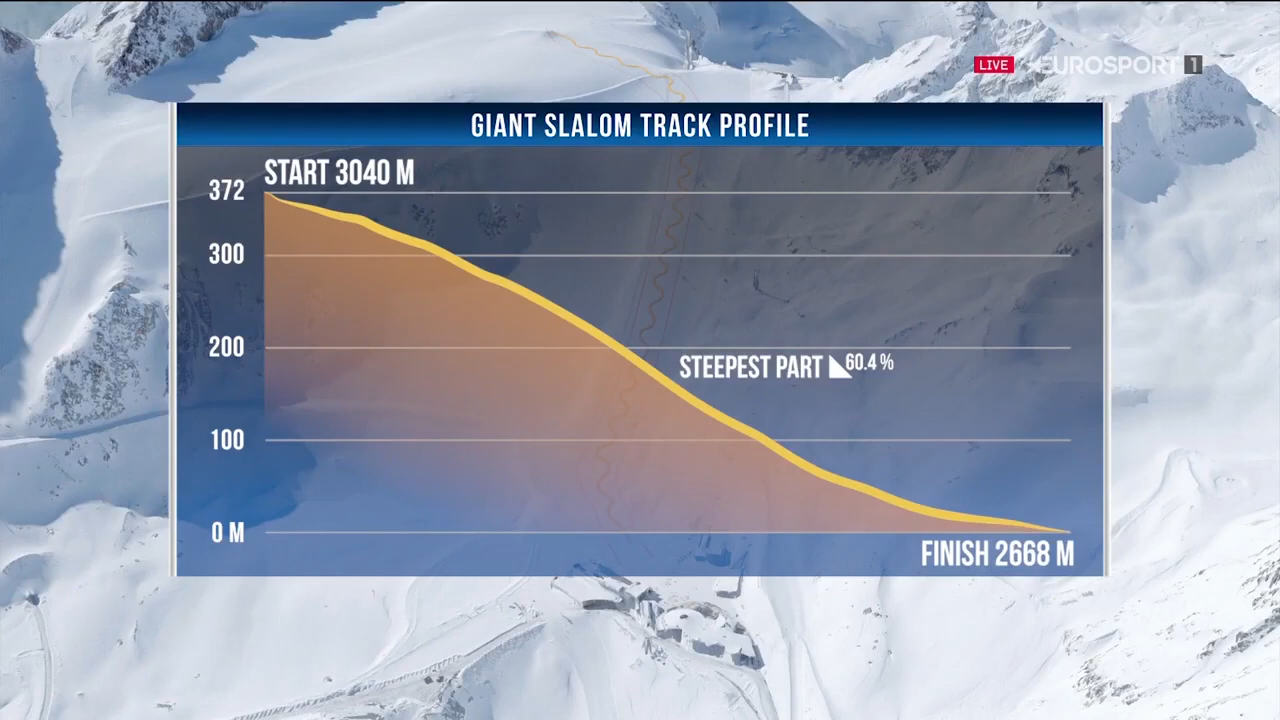 LIVE EUROSPORT 1
GIANT SLALOM TRACK PROFILE
START 3040 M
372
300
200
STEEPEST PART 60.4 %
100
0 M
FINISH 2668 M